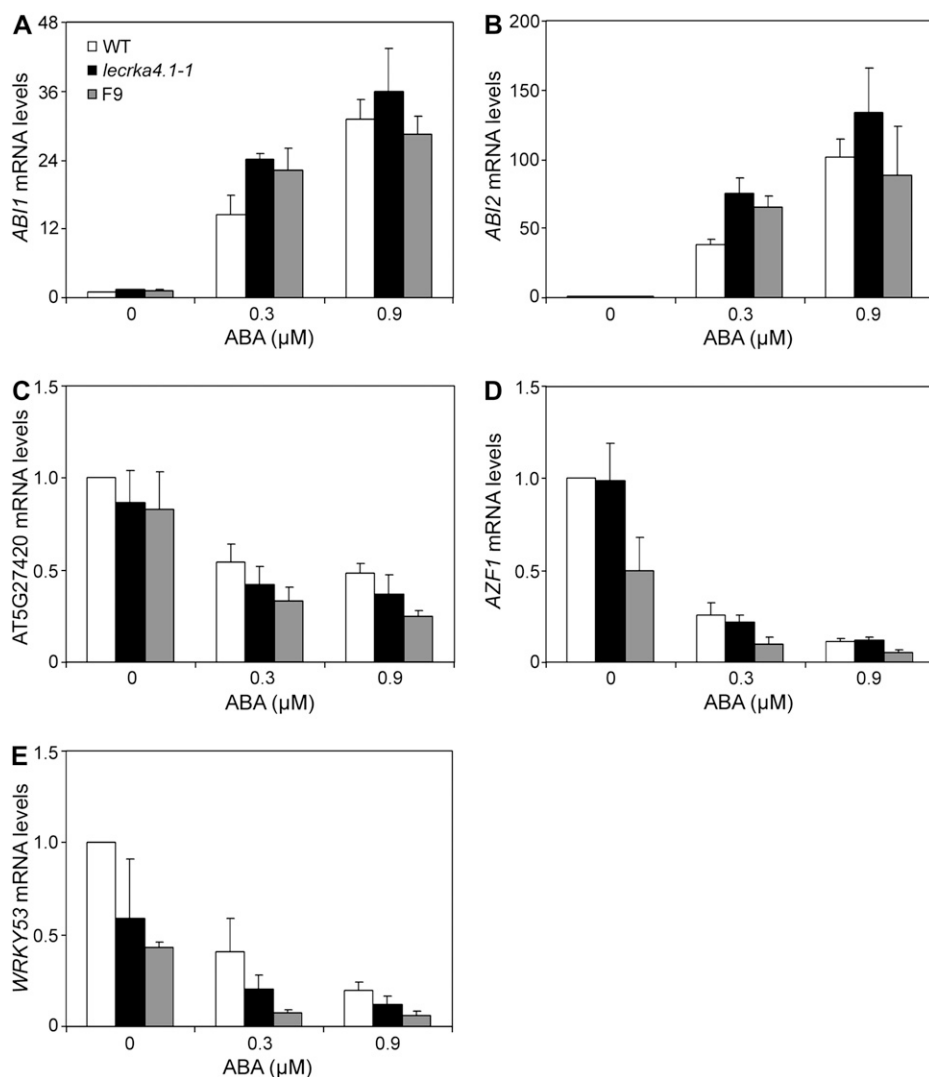 A
48
36
24
12
0
ABI1 mRNA levels
WT
lecrka4.1-1
F9
0 0.3 0.9
ABA (µM)
B
200
150
100
50
0
ABI2 mRNA levels
0 0.3 0.9
ABA (µM)
C
1.5
1.0
0.5
0
AT5G27420 mRNA levels
0 0.3 0.9
ABA (µM)
D
1.5
1.0
0.5
0
AZF1 mRNA levels
0 0.3 0.9
ABA (µM)
E
1.5
1.0
0.5
0
WRKY53 mRNA levels
0 0.3 0.9
ABA (µM)